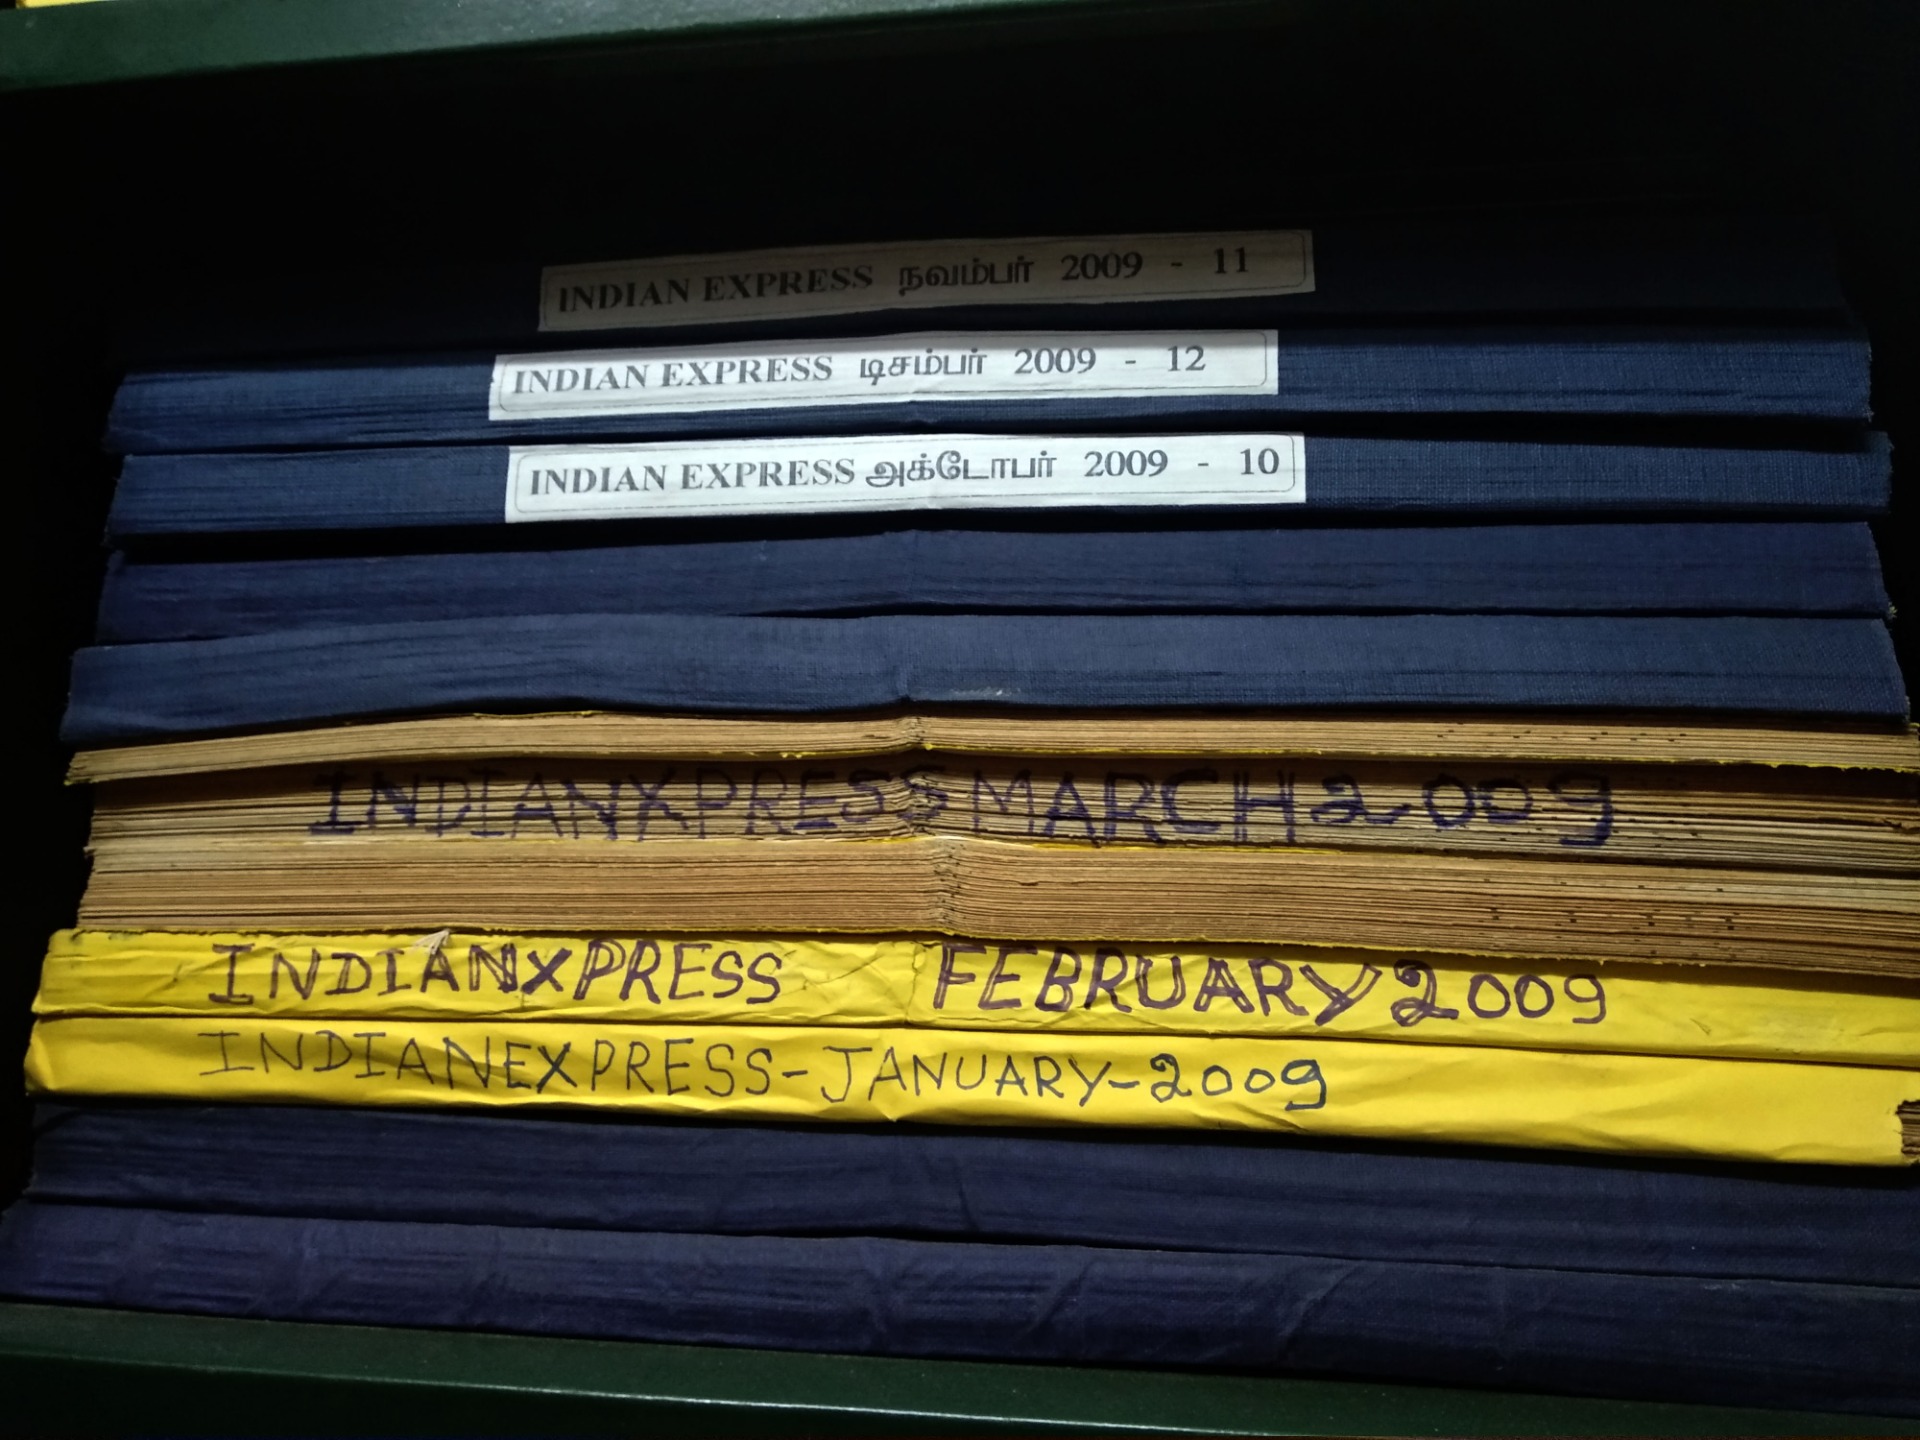 INDIAN EXPRESS நவம்பர் 2009 - 11
INDIAN EXPRESS டிசம்பர் 2009 - 12
INDIAN EXPRESS அக்டோபர் 2009 - 10
INDIANXPRESS MARCH 2009
INDIANXPRESS FEBRUARY 2009
INDIANEXPRESS-JANUARY-2009